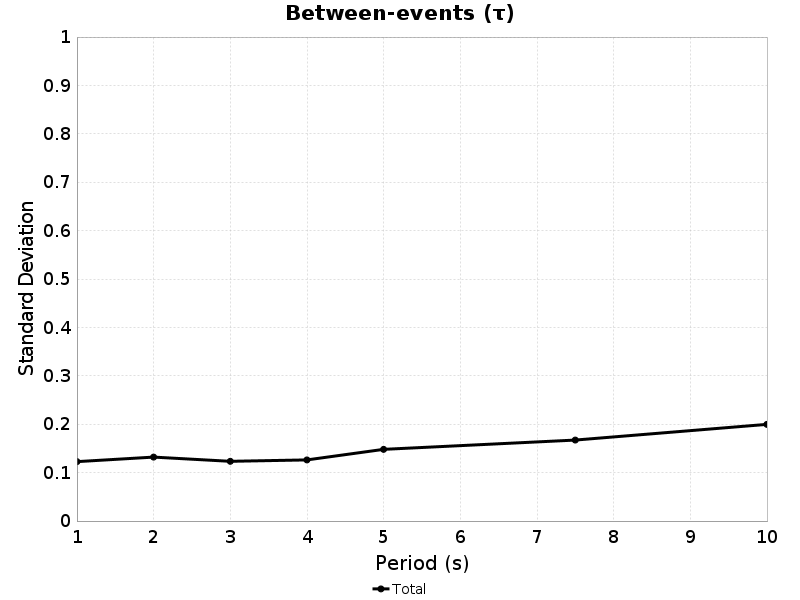 Between-events (τ)
1
0.9
0.8
0.7
0.6
0.5
0.4
0.3
0.2
0.1
0
Standard Deviation
1 2 3 4 5 6 7 8 9 10
Period (s)
Total